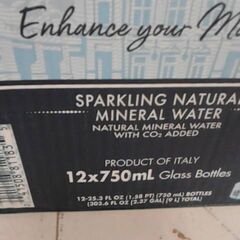 Enhance your M
SPARKLING NATURA
MINERAL WATER
NATURAL MINERAL WATER
WITH CO2 ADDED
PRODUCT OF ITALY
12x750mL Glass Bottles
12-25.3 FL OZ (1.58 PT) (750 mL) BOTTLES
(303.6 FL OZ (2.37 GAL) (9 L) TOTAL)